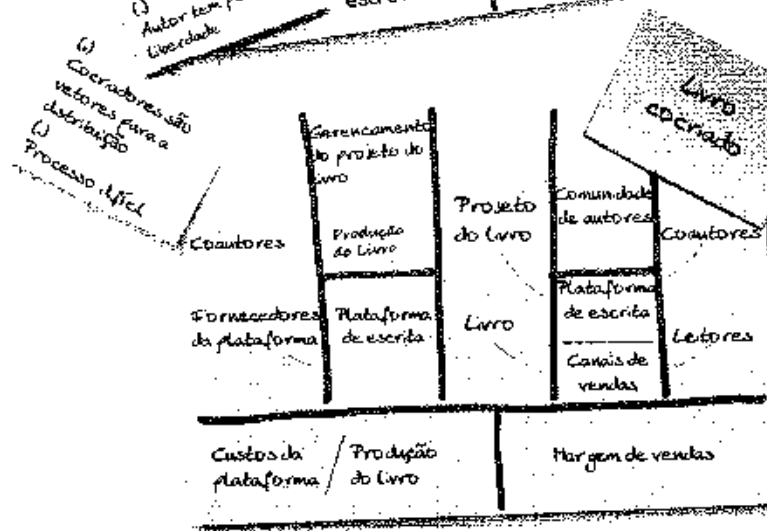 (-)
Autor tem
Liberdade
(-)
Cocriadores são
vetores para a
distribuição
(-)
Processo difícil
Livro
cocriado
Coautores
Fornecedores
da plataforma
Gerenciamento
do projeto do
livro
Produção
do Livro
Plataforma
de escrita
Projeto
do livro
Livro
Comunidade
de autores
Plataforma
de escrita
Canais de
vendas
Coautores
Leitores
Custos da
plataforma
Produção
do livro
Margem de vendas